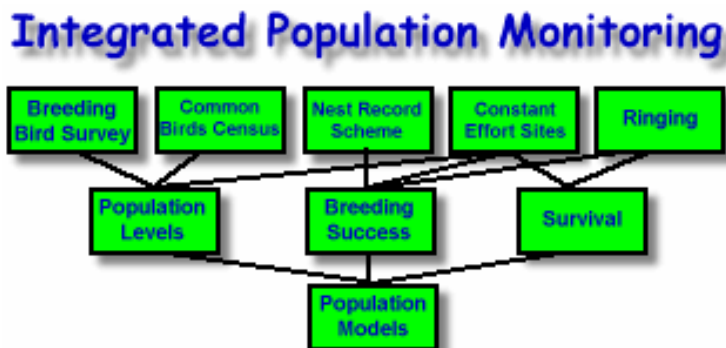 Integrated Population Monitoring
Breeding
Bird Survey
Common
Birds Census
Nest Record
Scheme
Constant
Effort Sites
Ringing
Population
Levels
Breeding
Success
Survival
Population
Models